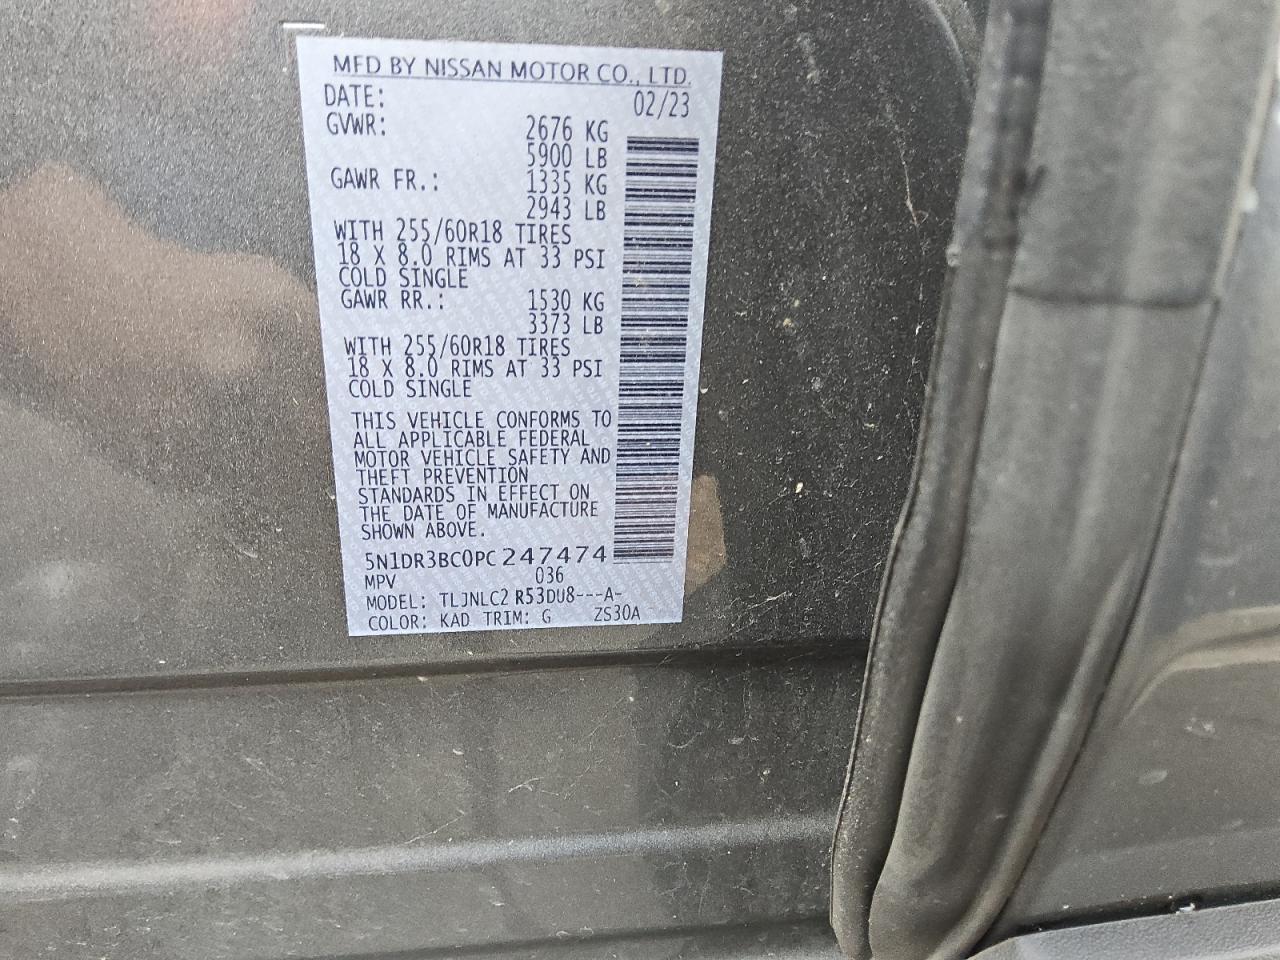 MFD BY NISSAN MOTOR CO., LTD.
DATE: 02/23
GVWR: 2676 KG
5900 LB
GAWR FR.: 1335 KG
2943 LB
WITH 255/60R18 TIRES
18 X 8.0 RIMS AT 33 PSI
COLD SINGLE
GAWR RR.: 1530 KG
3373 LB
WITH 255/60R18 TIRES
18 X 8.0 RIMS AT 33 PSI
COLD SINGLE
THIS VEHICLE CONFORMS TO
ALL APPLICABLE FEDERAL
MOTOR VEHICLE SAFETY AND
THEFT PREVENTION
STANDARDS IN EFFECT ON
THE DATE OF MANUFACTURE
SHOWN ABOVE.
5N1DR3BC0PC247474
MPV 036
MODEL: TLJNLC2 R53DU8---A-
COLOR: KAD TRIM: G ZS30A